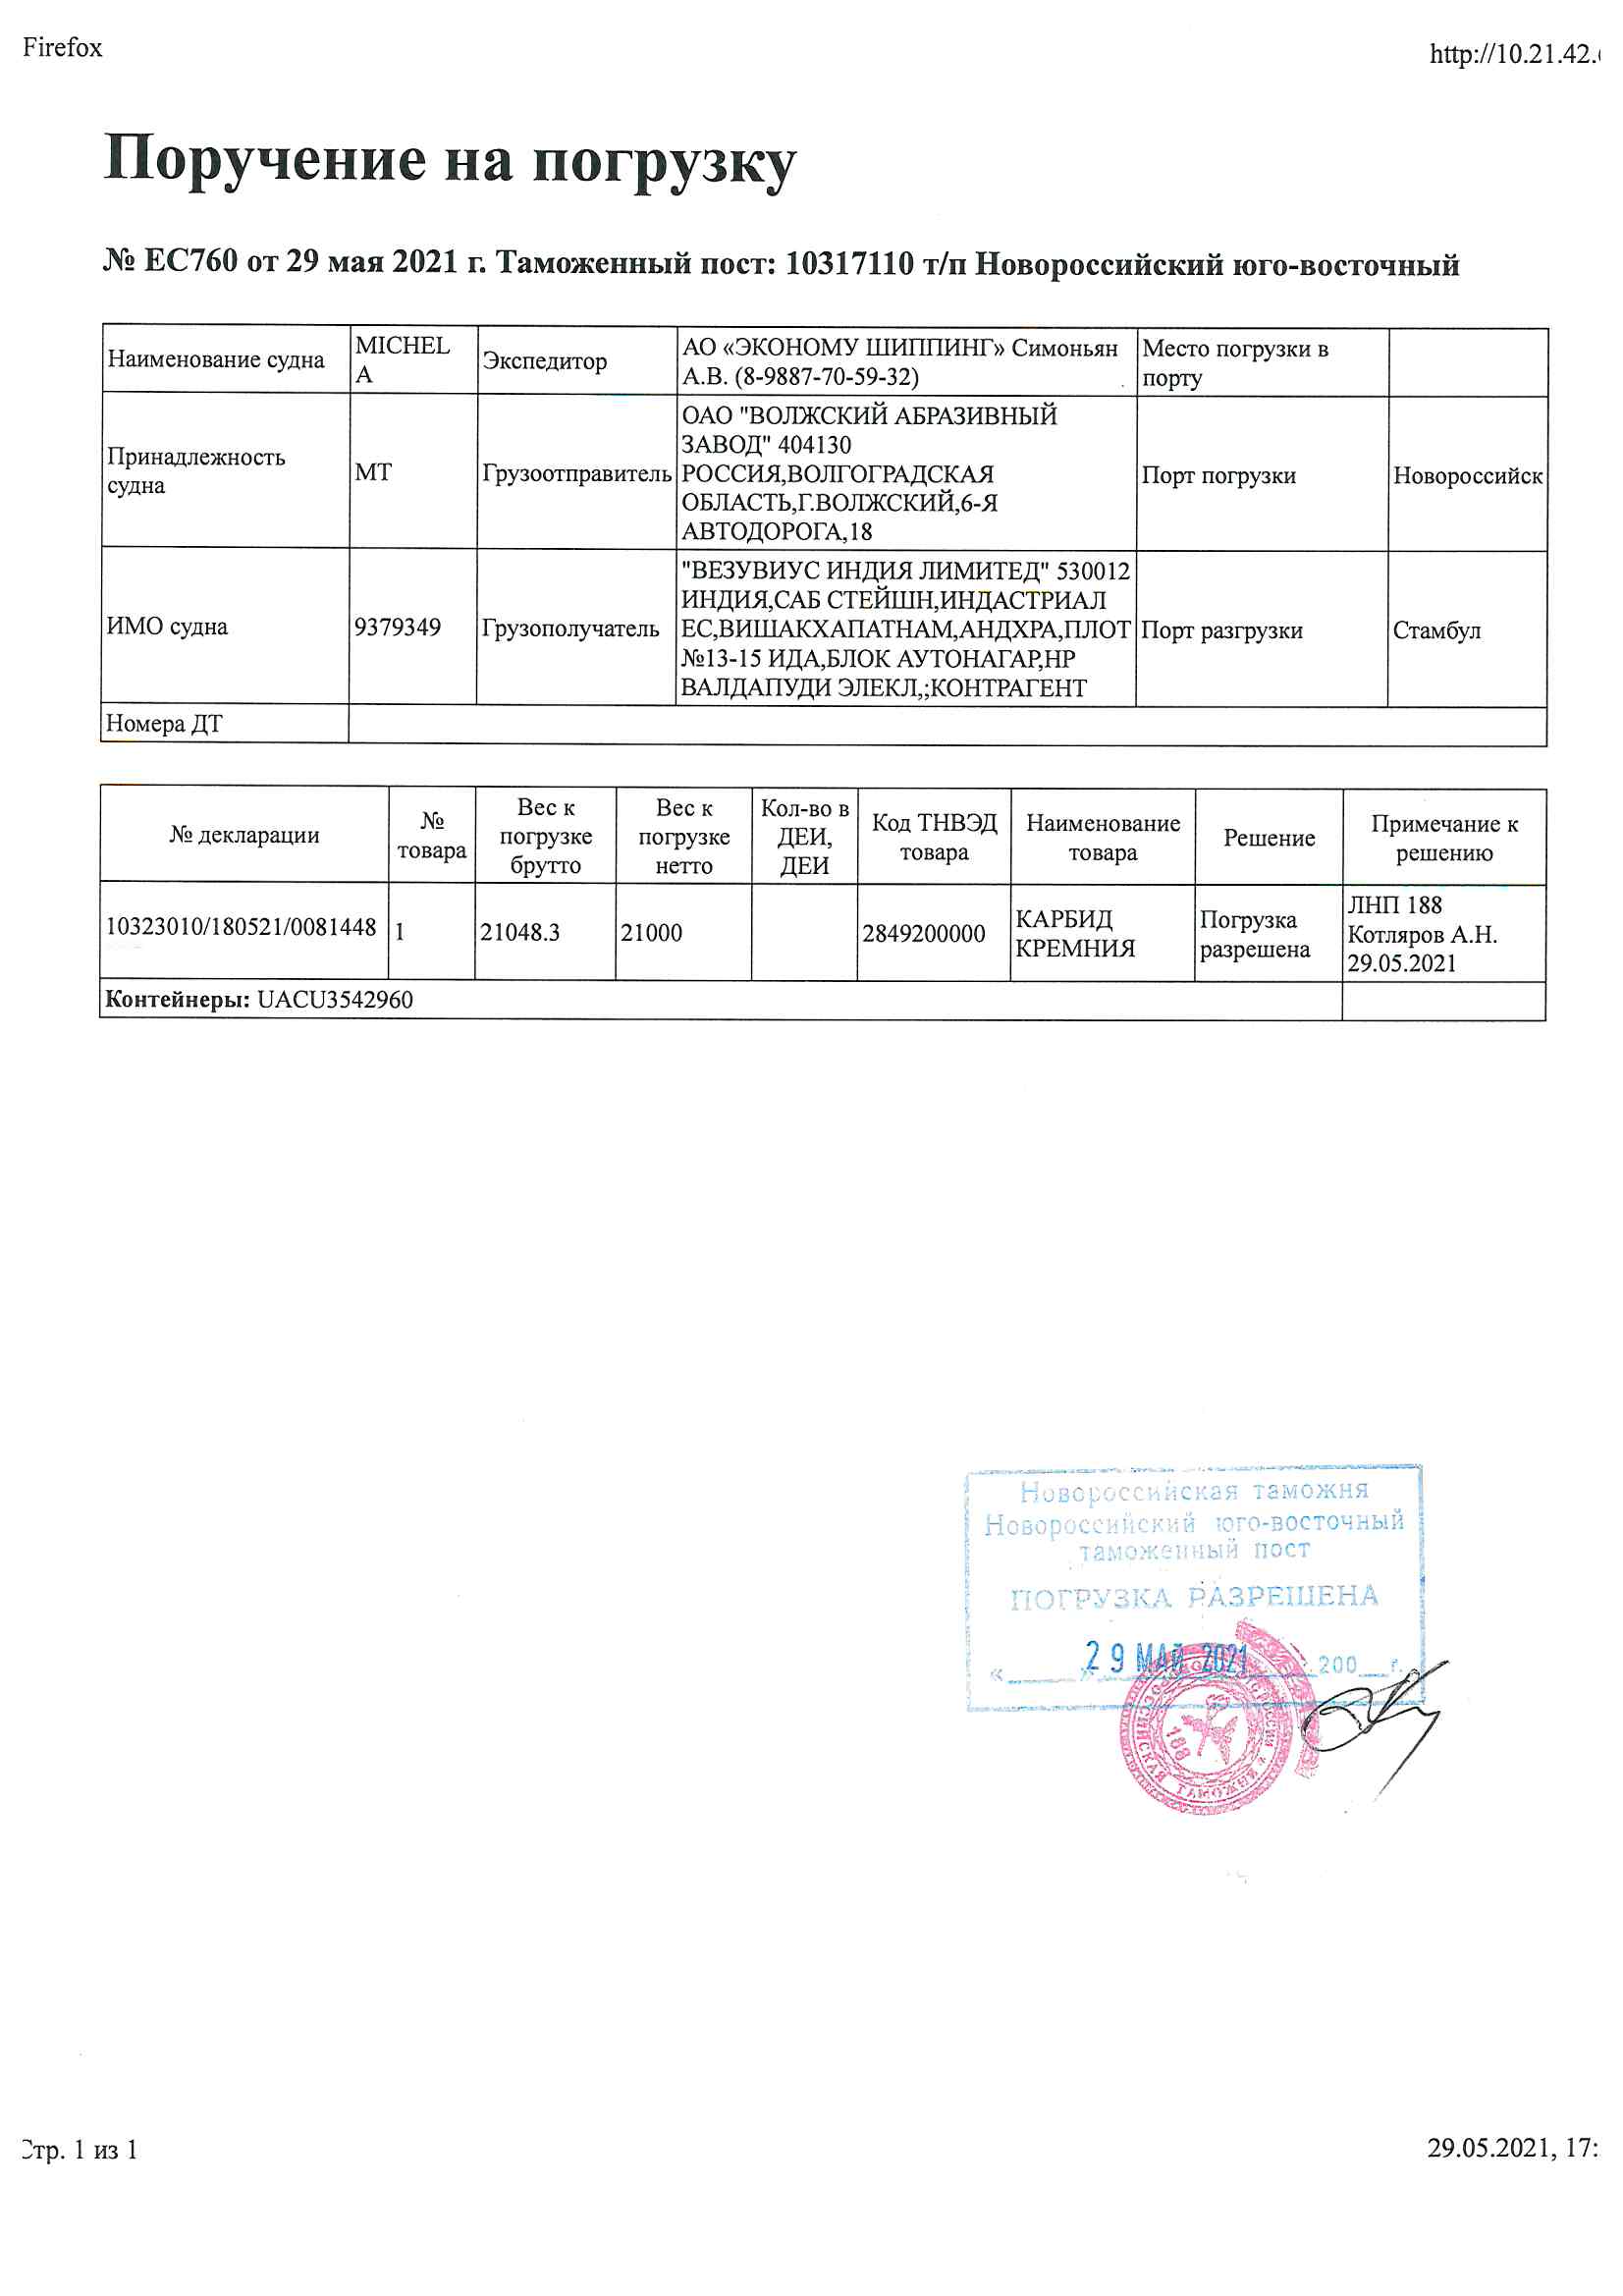 Firefox
http://10.21.42.
Поручение на погрузку
№ ЕС760 от 29 мая 2021 г. Таможенный пост: 10317110 т/п Новороссийский юго-восточный
Наименование судна
MICHEL
A
Экспедитор
АО «ЭКОНОМУ ШИППИНГ» Симоньян
А.В. (8-9887-70-59-32)
Место погрузки в
порту
Принадлежность
судна
МТ
Грузоотправитель
ОАО "ВОЛЖСКИЙ АБРАЗИВНЫЙ
ЗАВОД" 404130
РОССИЯ,ВОЛГОГРАДСКАЯ
ОБЛАСТЬ,Г.ВОЛЖСКИЙ,6-Я
АВТОДОРОГА,18
Порт погрузки
Новороссийск
ИМО судна
9379349
Грузополучатель
"ВЕЗУВИУС ИНДИЯ ЛИМИТЕД" 530012
ИНДИЯ,САБ СТЕЙШН,ИНДАСТРИАЛ
ЕС,ВИШАКХАПАТНАМ,АНДХРА,ПЛОТ
№13-15 ИДА,БЛОК АУТОНАГАР,НР
ВАЛДАПУДИ ЭЛЕКЛ,;КОНТРАГЕНТ
Порт разгрузки
Стамбул
Номера ДТ
№ декларации
№
товара
Вес к
погрузке
брутто
Вес к
погрузке
нетто
Кол-во в
ДЕИ,
ДЕИ
Код ТНВЭД
товара
Наименование
товара
Решение
Примечание к
решению
10323010/180521/0081448
1
21048.3
21000
2849200000
КАРБИД
КРЕМНИЯ
Погрузка
разрешена
ЛНП 188
Котляров А.Н.
29.05.2021
Контейнеры: UACU3542960
Новороссийская таможня
Новороссийский юго-восточный
таможенный пост
ПОГРУЗКА РАЗРЕШЕНА
29 МАЙ 2021
«____»____200__г.
188
ТАМОЖНЯ
Стр. 1 из 1
29.05.2021, 17: